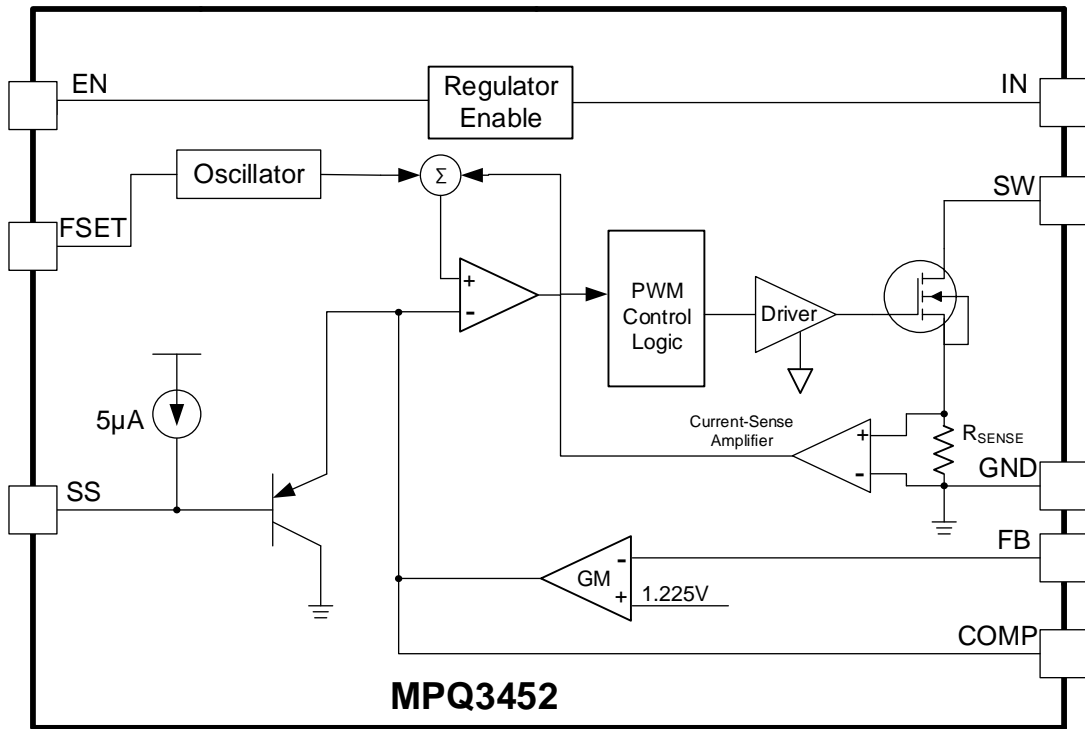 EN
Regulator
Enable
IN
Oscillator
Σ
SW
FSET
+
-
PWM
Control
Logic
Driver
5µA
Current-Sense
Amplifier
+
-
RSENSE
GND
SS
FB
-
GM
+
1.225V
COMP
MPQ3452